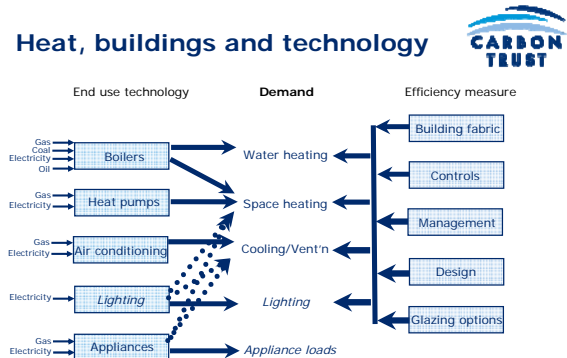 Heat, buildings and technology
CARBON
TRUST
End use technology
Demand
Efficiency measure
Gas
Coal
Electricity
Oil
Boilers
Water heating
Building fabric
Gas
Electricity
Heat pumps
Space heating
Controls
Gas
Electricity
Air conditioning
Cooling/Vent'n
Management
Electricity
Lighting
Lighting
Design
Gas
Electricity
Appliances
Appliance loads
Glazing options